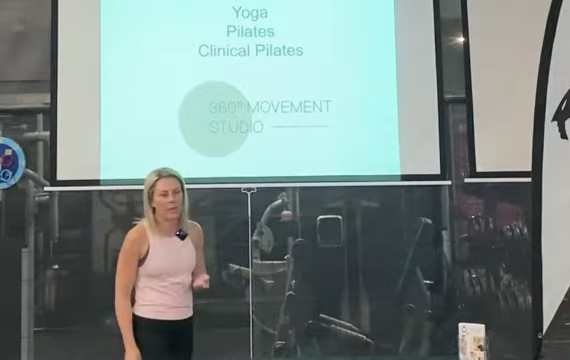 Yoga
Pilates
Clinical Pilates
360° MOVEMENT
STUDIO